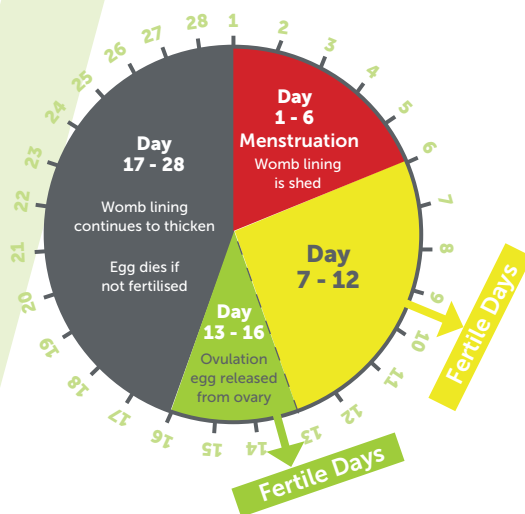 1
2
3
4
5
6
7
8
9
10
11
12
13
14
15
16
17
18
19
20
21
22
23
24
25
26
27
28
Day
1 - 6
Menstruation
Womb lining
is shed
Day
7 - 12
Fertile Days
Day
13 - 16
Ovulation
egg released
from ovary
Fertile Days
Day
17 - 28
Womb lining
continues to thicken
Egg dies if
not fertilised